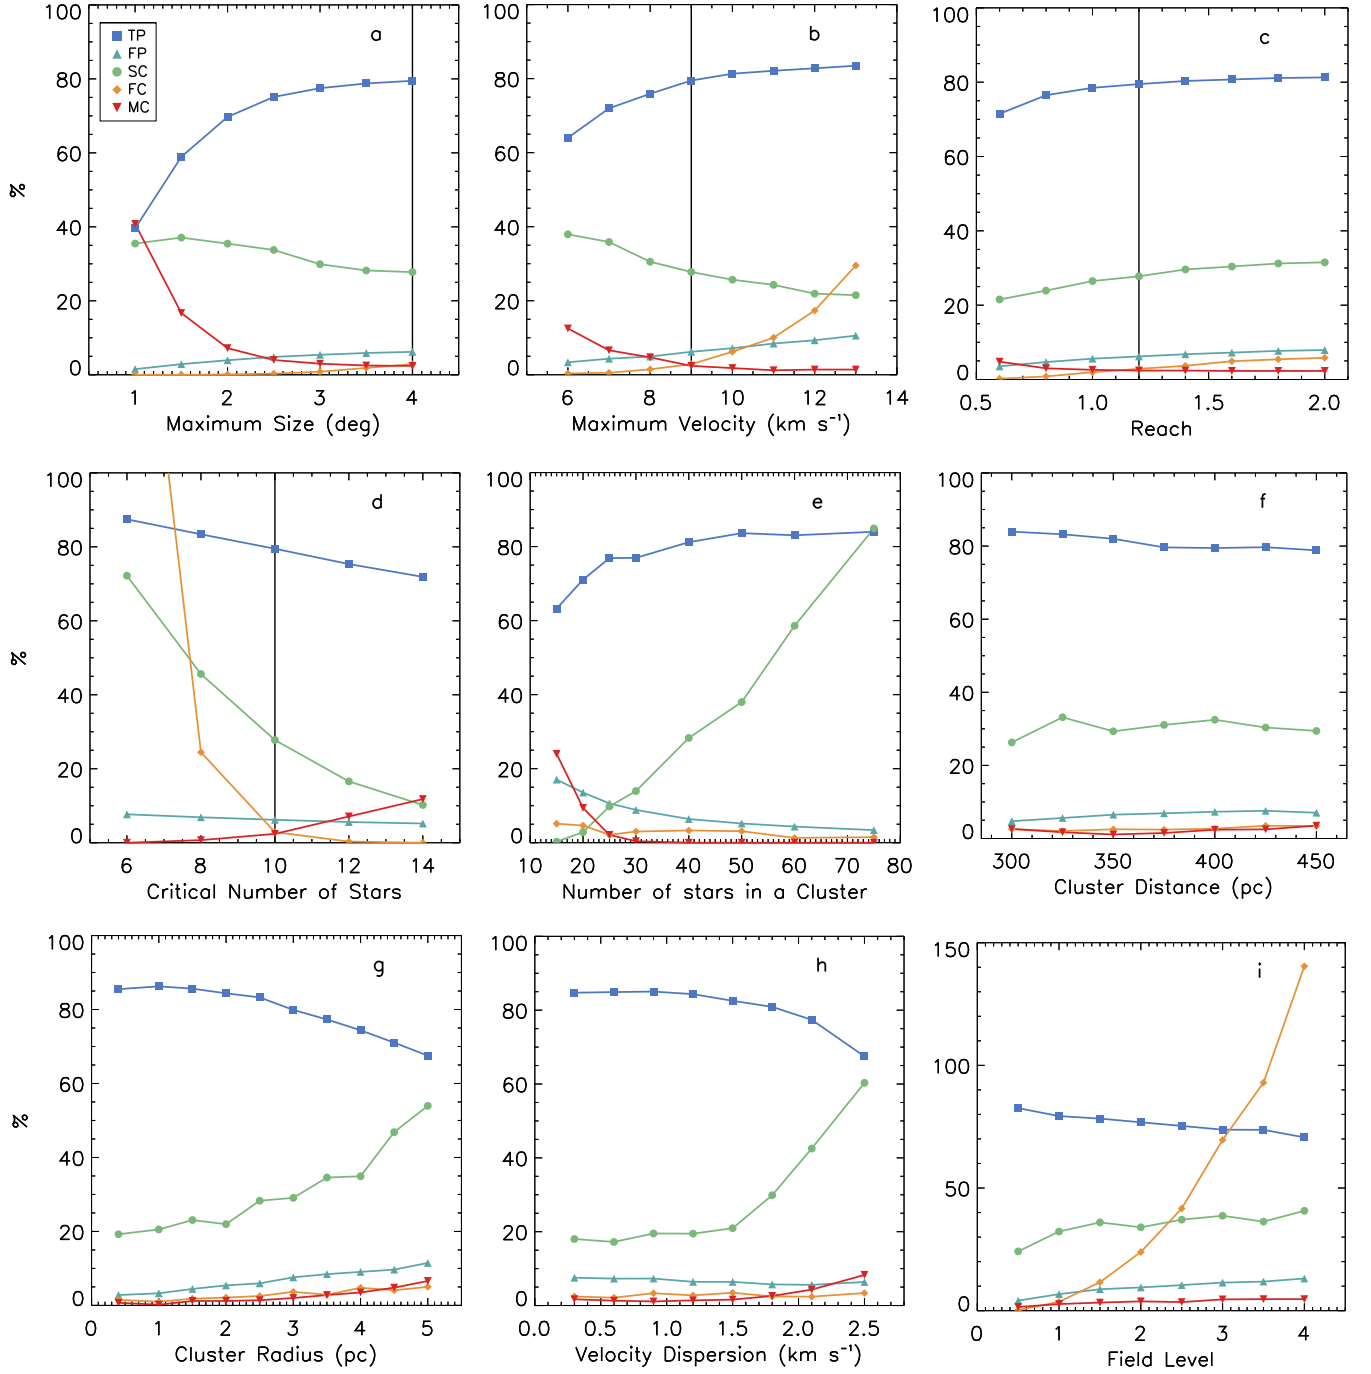 a
TP
FP
SC
FC
MC
100
80
60
40
20
0
%
1 2 3 4
Maximum Size (deg)
b
100
80
60
40
20
0
6 8 10 12 14
Maximum Velocity (km s⁻¹)
c
100
80
60
40
20
0
0.5 1.0 1.5 2.0
Reach
d
100
80
60
40
20
0
%
6 8 10 12 14
Critical Number of Stars
e
100
80
60
40
20
0
10 20 30 40 50 60 70 80
Number of stars in a Cluster
f
100
80
60
40
20
0
300 350 400 450
Cluster Distance (pc)
g
100
80
60
40
20
0
%
0 1 2 3 4 5
Cluster Radius (pc)
h
100
80
60
40
20
0
0.0 0.5 1.0 1.5 2.0 2.5
Velocity Dispersion (km s⁻¹)
i
150
100
50
0
0 1 2 3 4
Field Level